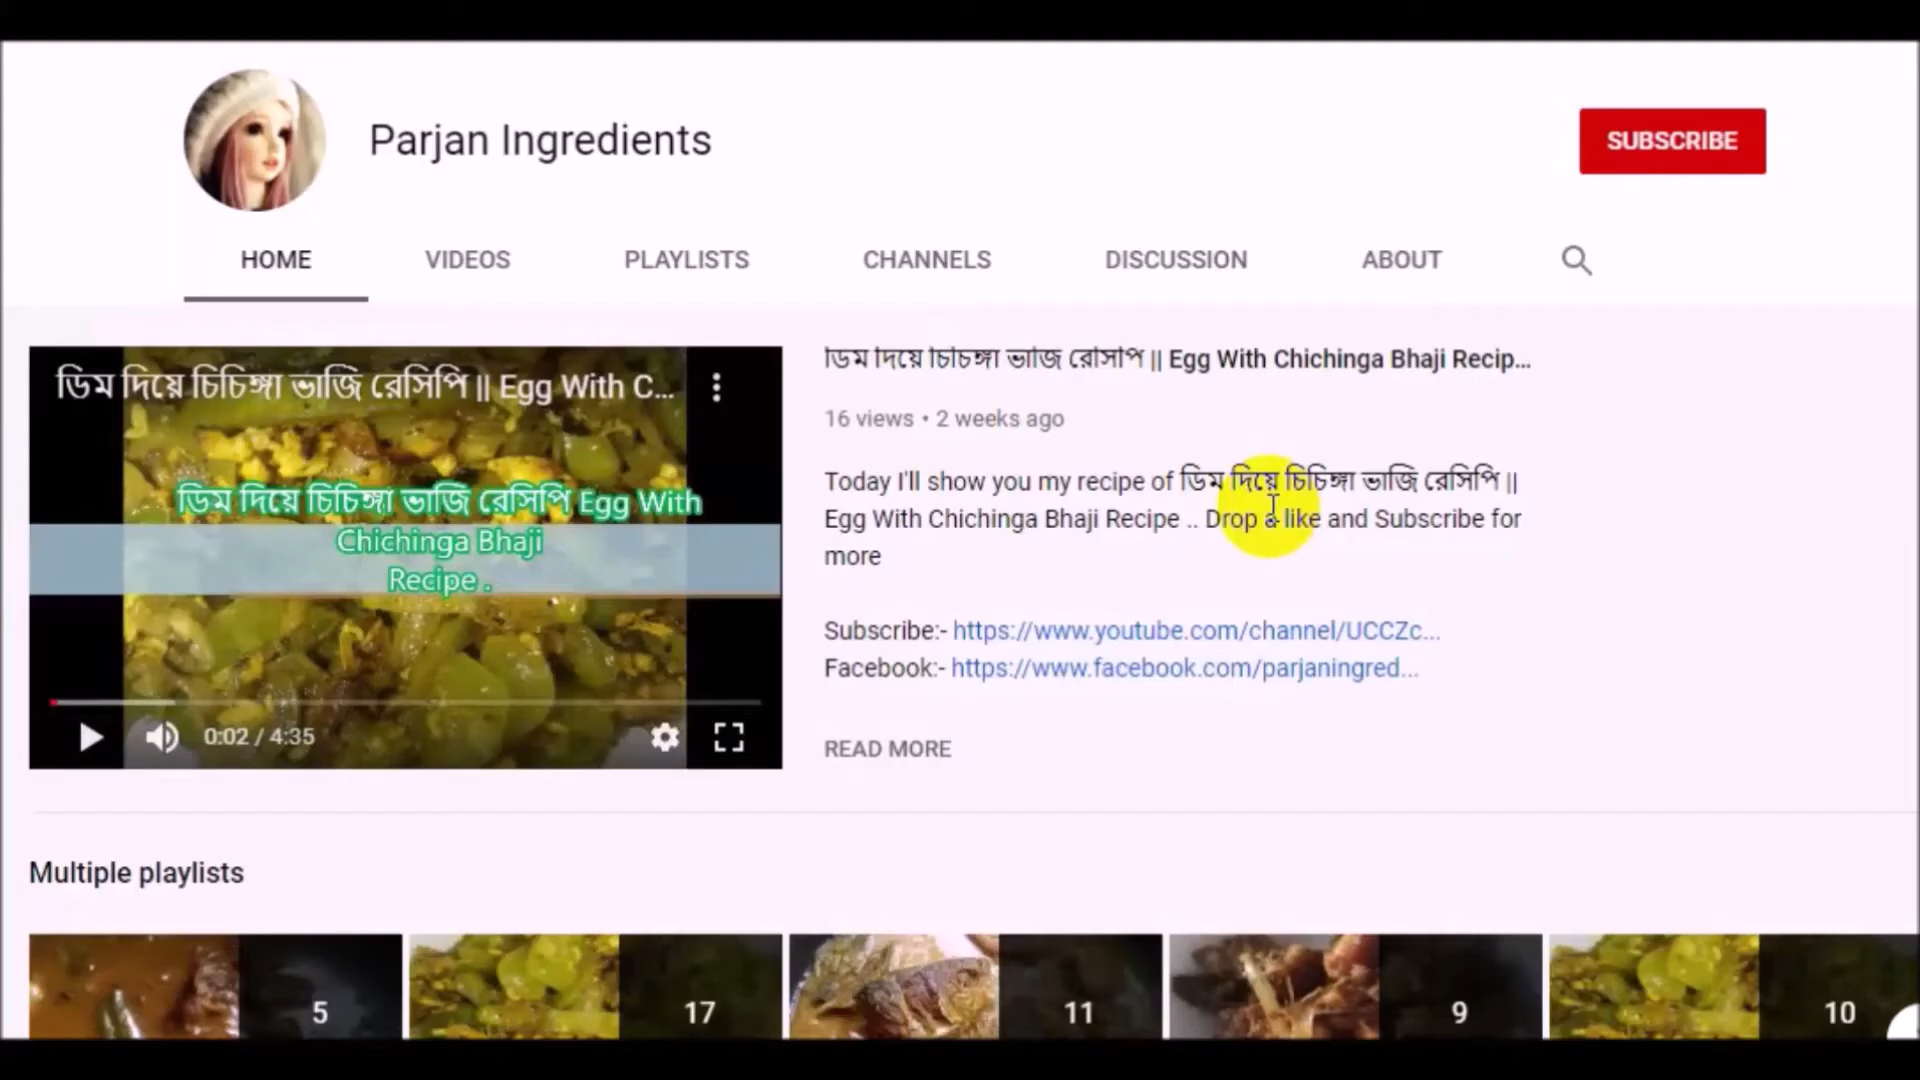 Parjan Ingredients
SUBSCRIBE
HOME VIDEOS PLAYLISTS CHANNELS DISCUSSION ABOUT
ডিম দিয়ে চিচিঙ্গা ভাজি রেসিপি || Egg With C...
ডিম দিয়ে চিচিঙ্গা ভাজি রেসিপি Egg With
Chichinga Bhaji
Recipe .
0:02 / 4:35
ডিম দিয়ে চিচিঙ্গা ভাজি রেসিপি || Egg With Chichinga Bhaji Recip...
16 views • 2 weeks ago
Today I'll show you my recipe of ডিম দিয়ে চিচিঙ্গা ভাজি রেসিপি ||
Egg With Chichinga Bhaji Recipe .. Drop a like and Subscribe for
more
Subscribe:- https://www.youtube.com/channel/UCCZc...
Facebook:- https://www.facebook.com/parjaningred...
READ MORE
Multiple playlists
5 17 11 9 10